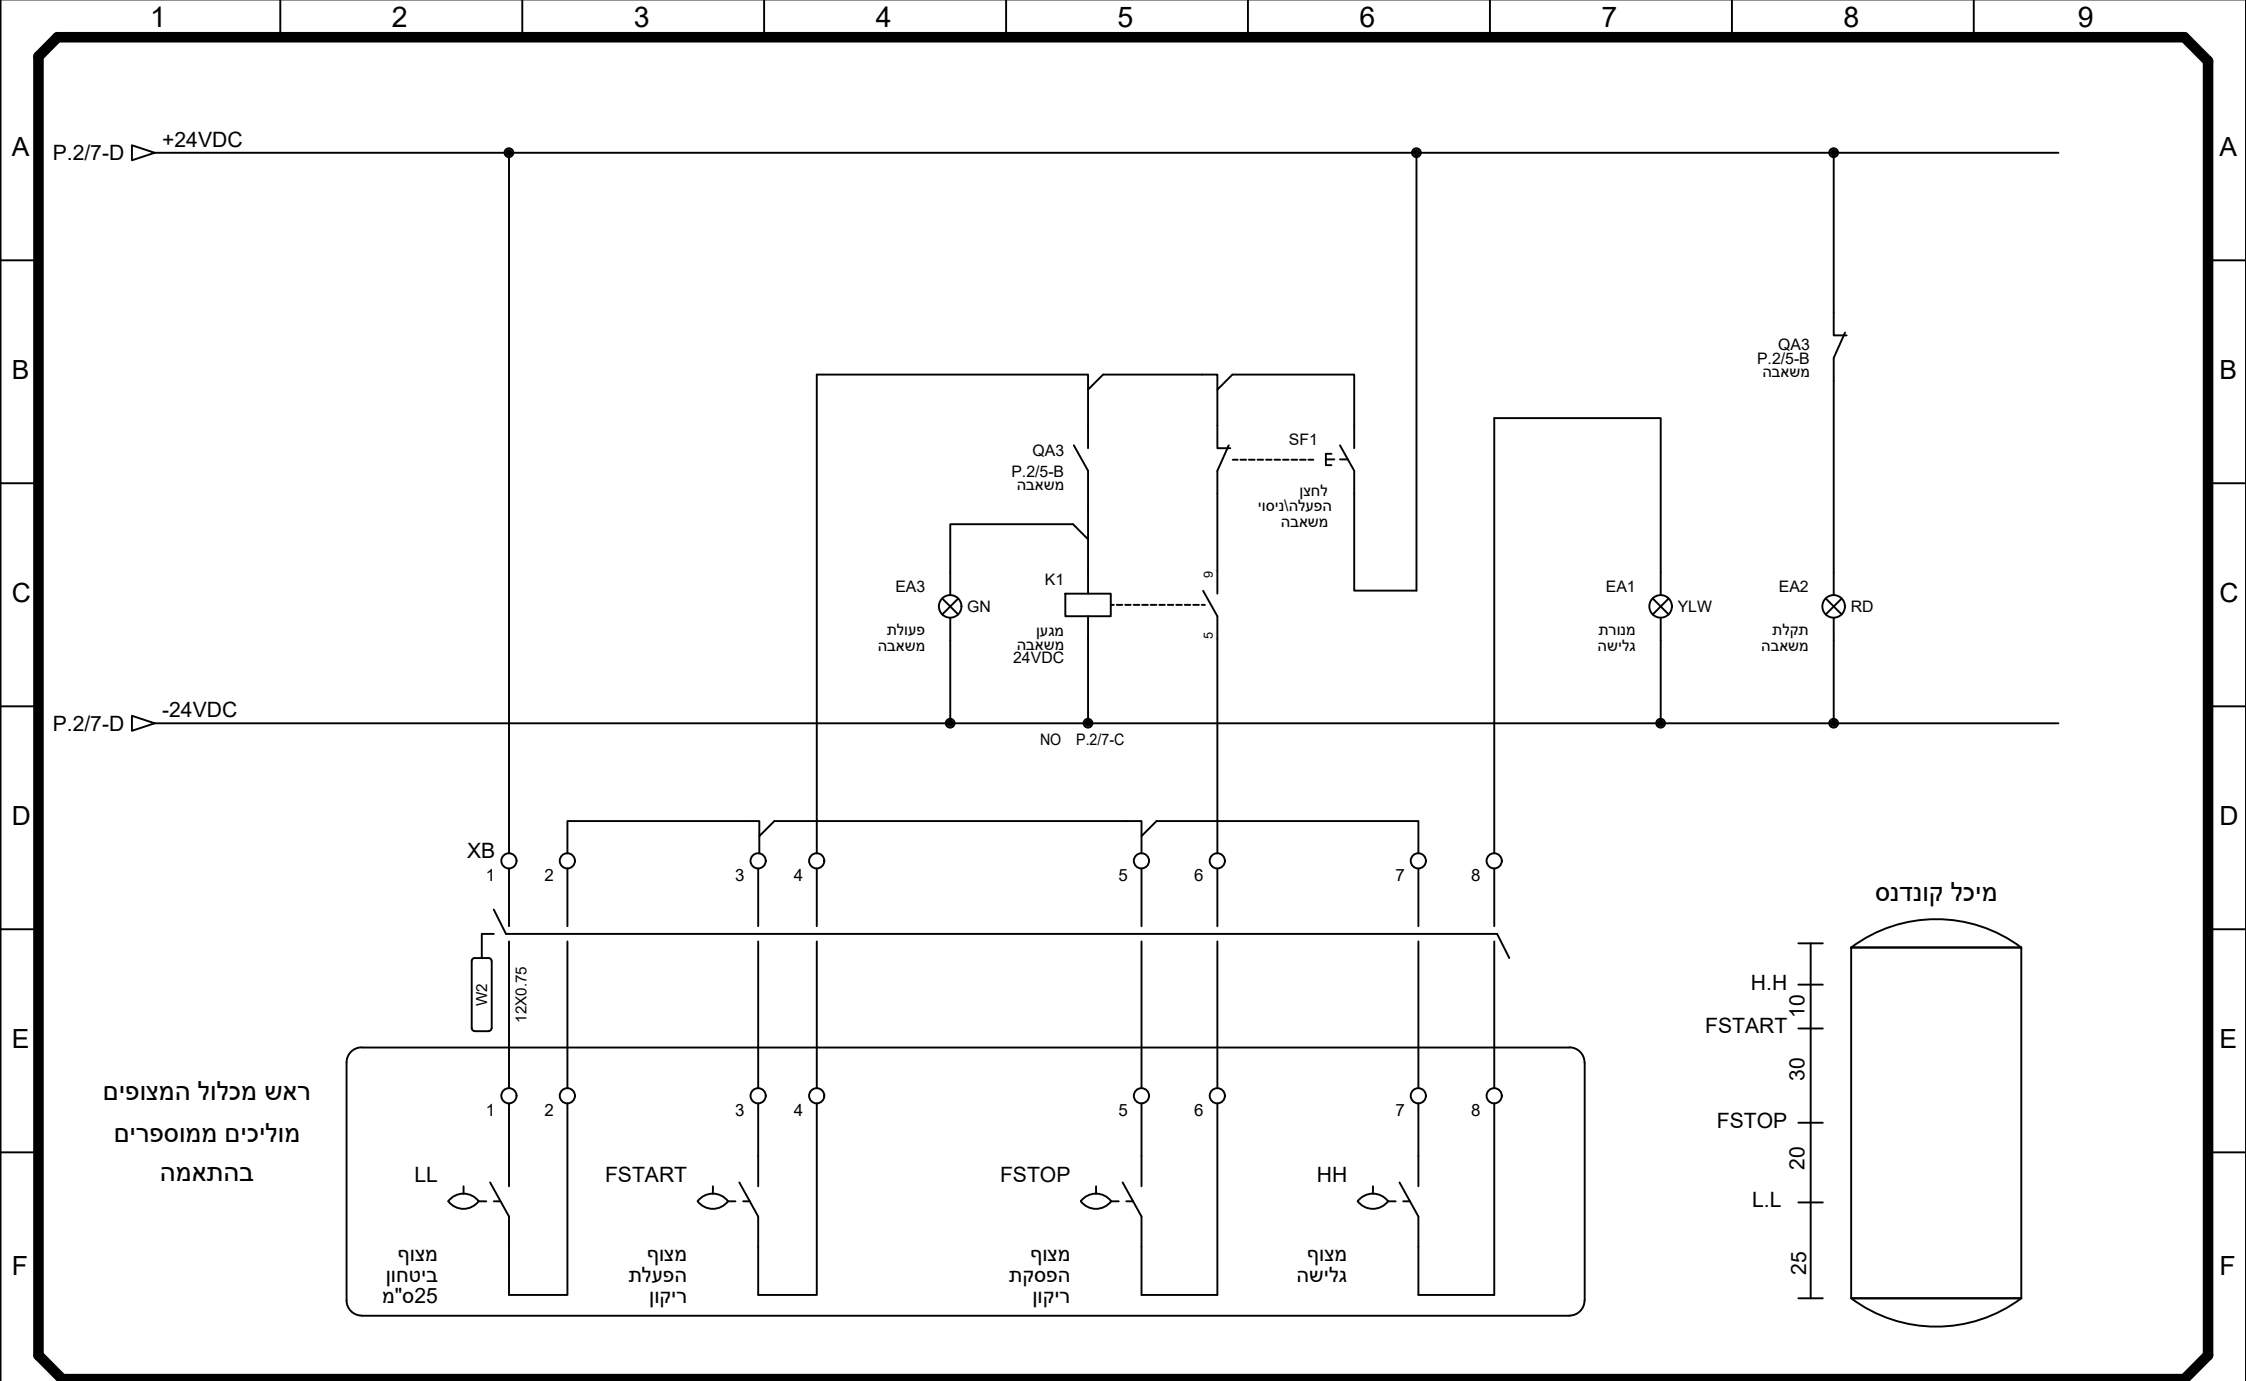 1 2 3 4 5 6 7 8 9
A A
P.2/7-D +24VDC
B B
QA3
P.2/5-B
משאבה
QA3
P.2/5-B
משאבה
SF1
E
לחצן
הפעלה\ניסוי
משאבה
C C
EA3
GN
פעולת
משאבה
K1
מגען
משאבה
24VDC
9
5
EA1
YLW
מנורת
גלישה
EA2
RD
תקלת
משאבה
P.2/7-D -24VDC
NO P.2/7-C
D D
XB
1 2 3 4 5 6 7 8
W2
12X0.75
E E
ראש מכלול המצופים
מוליכים ממוספרים
בהתאמה
1 2 3 4 5 6 7 8
LL
מצוף
ביטחון
25ס"מ
FSTART
מצוף
הפעלת
ריקון
FSTOP
מצוף
הפסקת
ריקון
HH
מצוף
גלישה
F F
מיכל קונדנס
H.H
10
FSTART
30
FSTOP
20
L.L
25